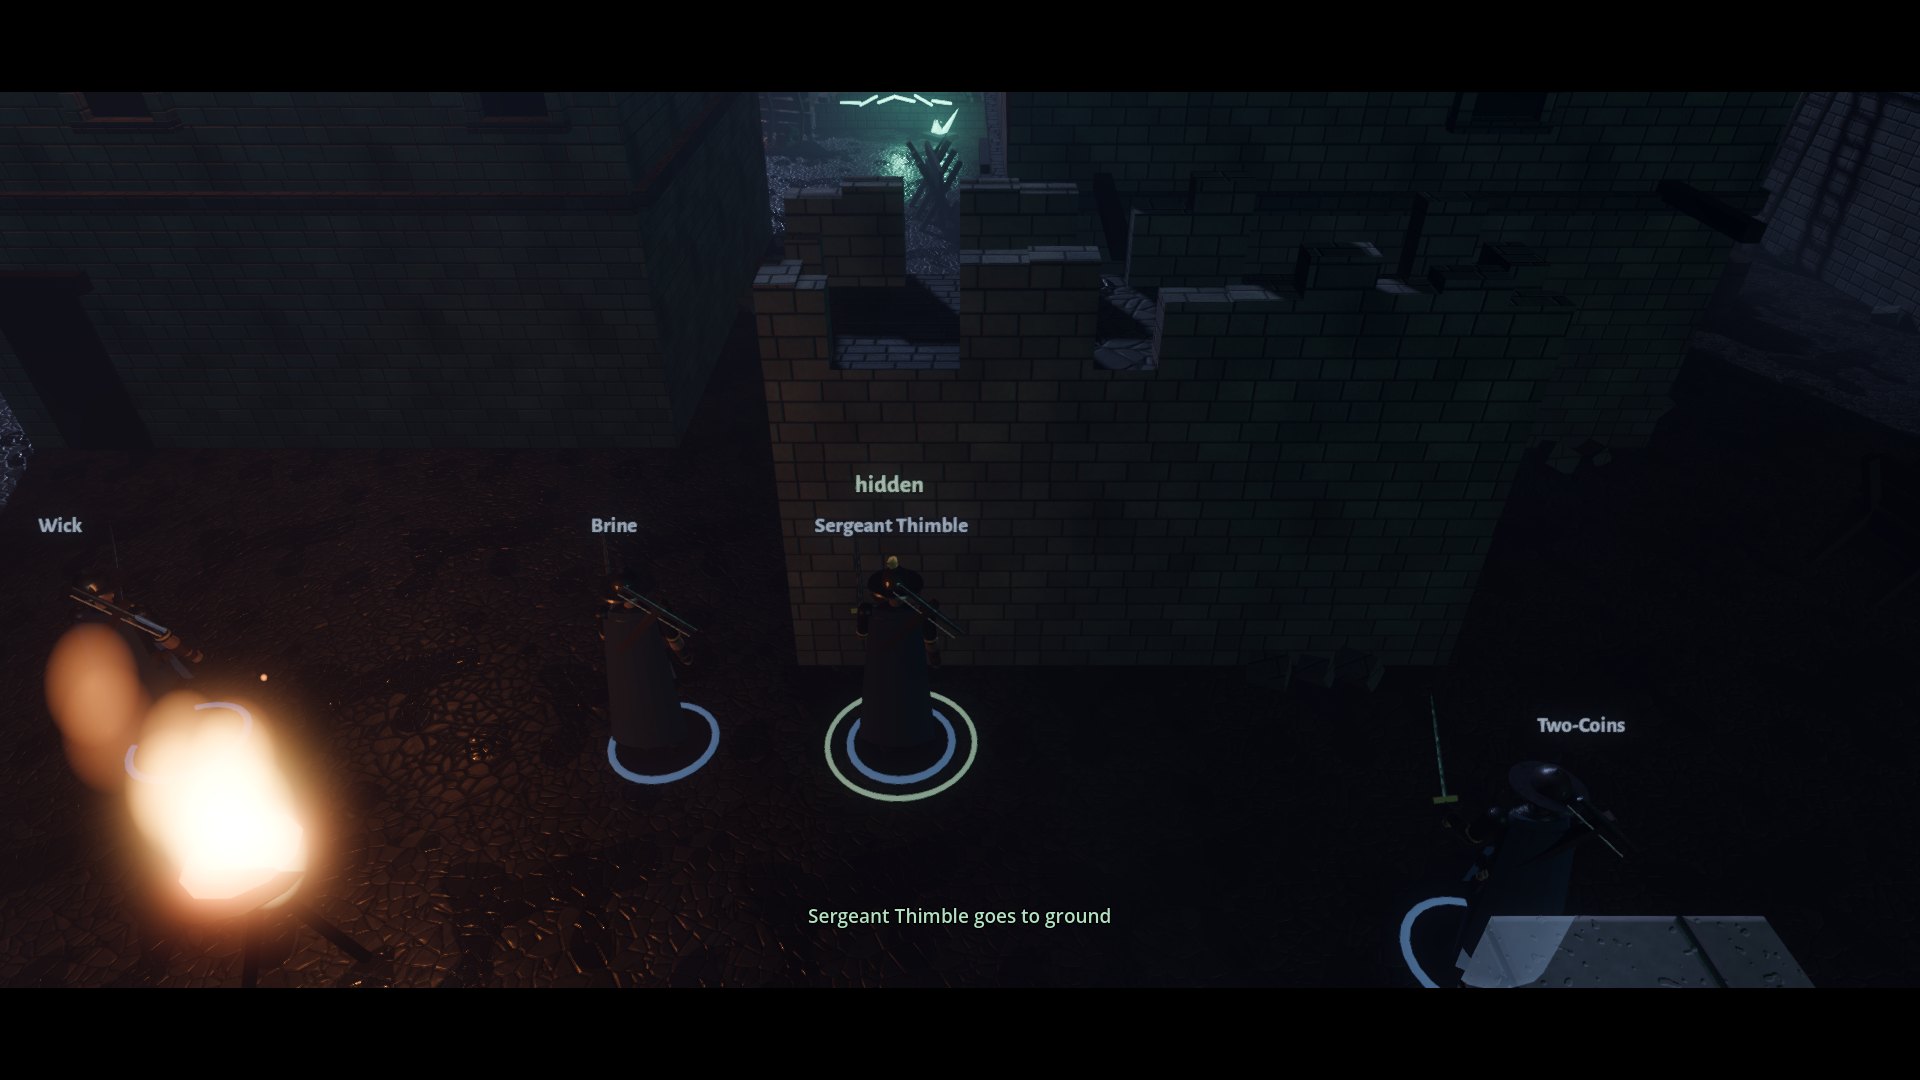 hidden
Wick
Brine
Sergeant Thimble
Two-Coins
Sergeant Thimble goes to ground